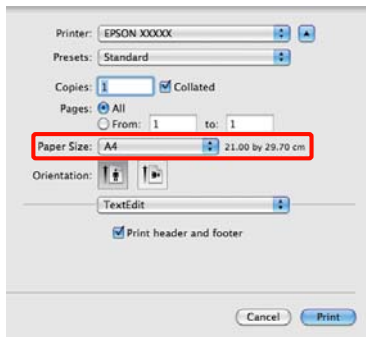 Printer: EPSON XXXXX
Presets: Standard
Copies: 1 Collated
Pages: All
From: 1 to: 1
Paper Size: A4 21.00 by 29.70 cm
Orientation:
TextEdit
Print header and footer
Cancel Print